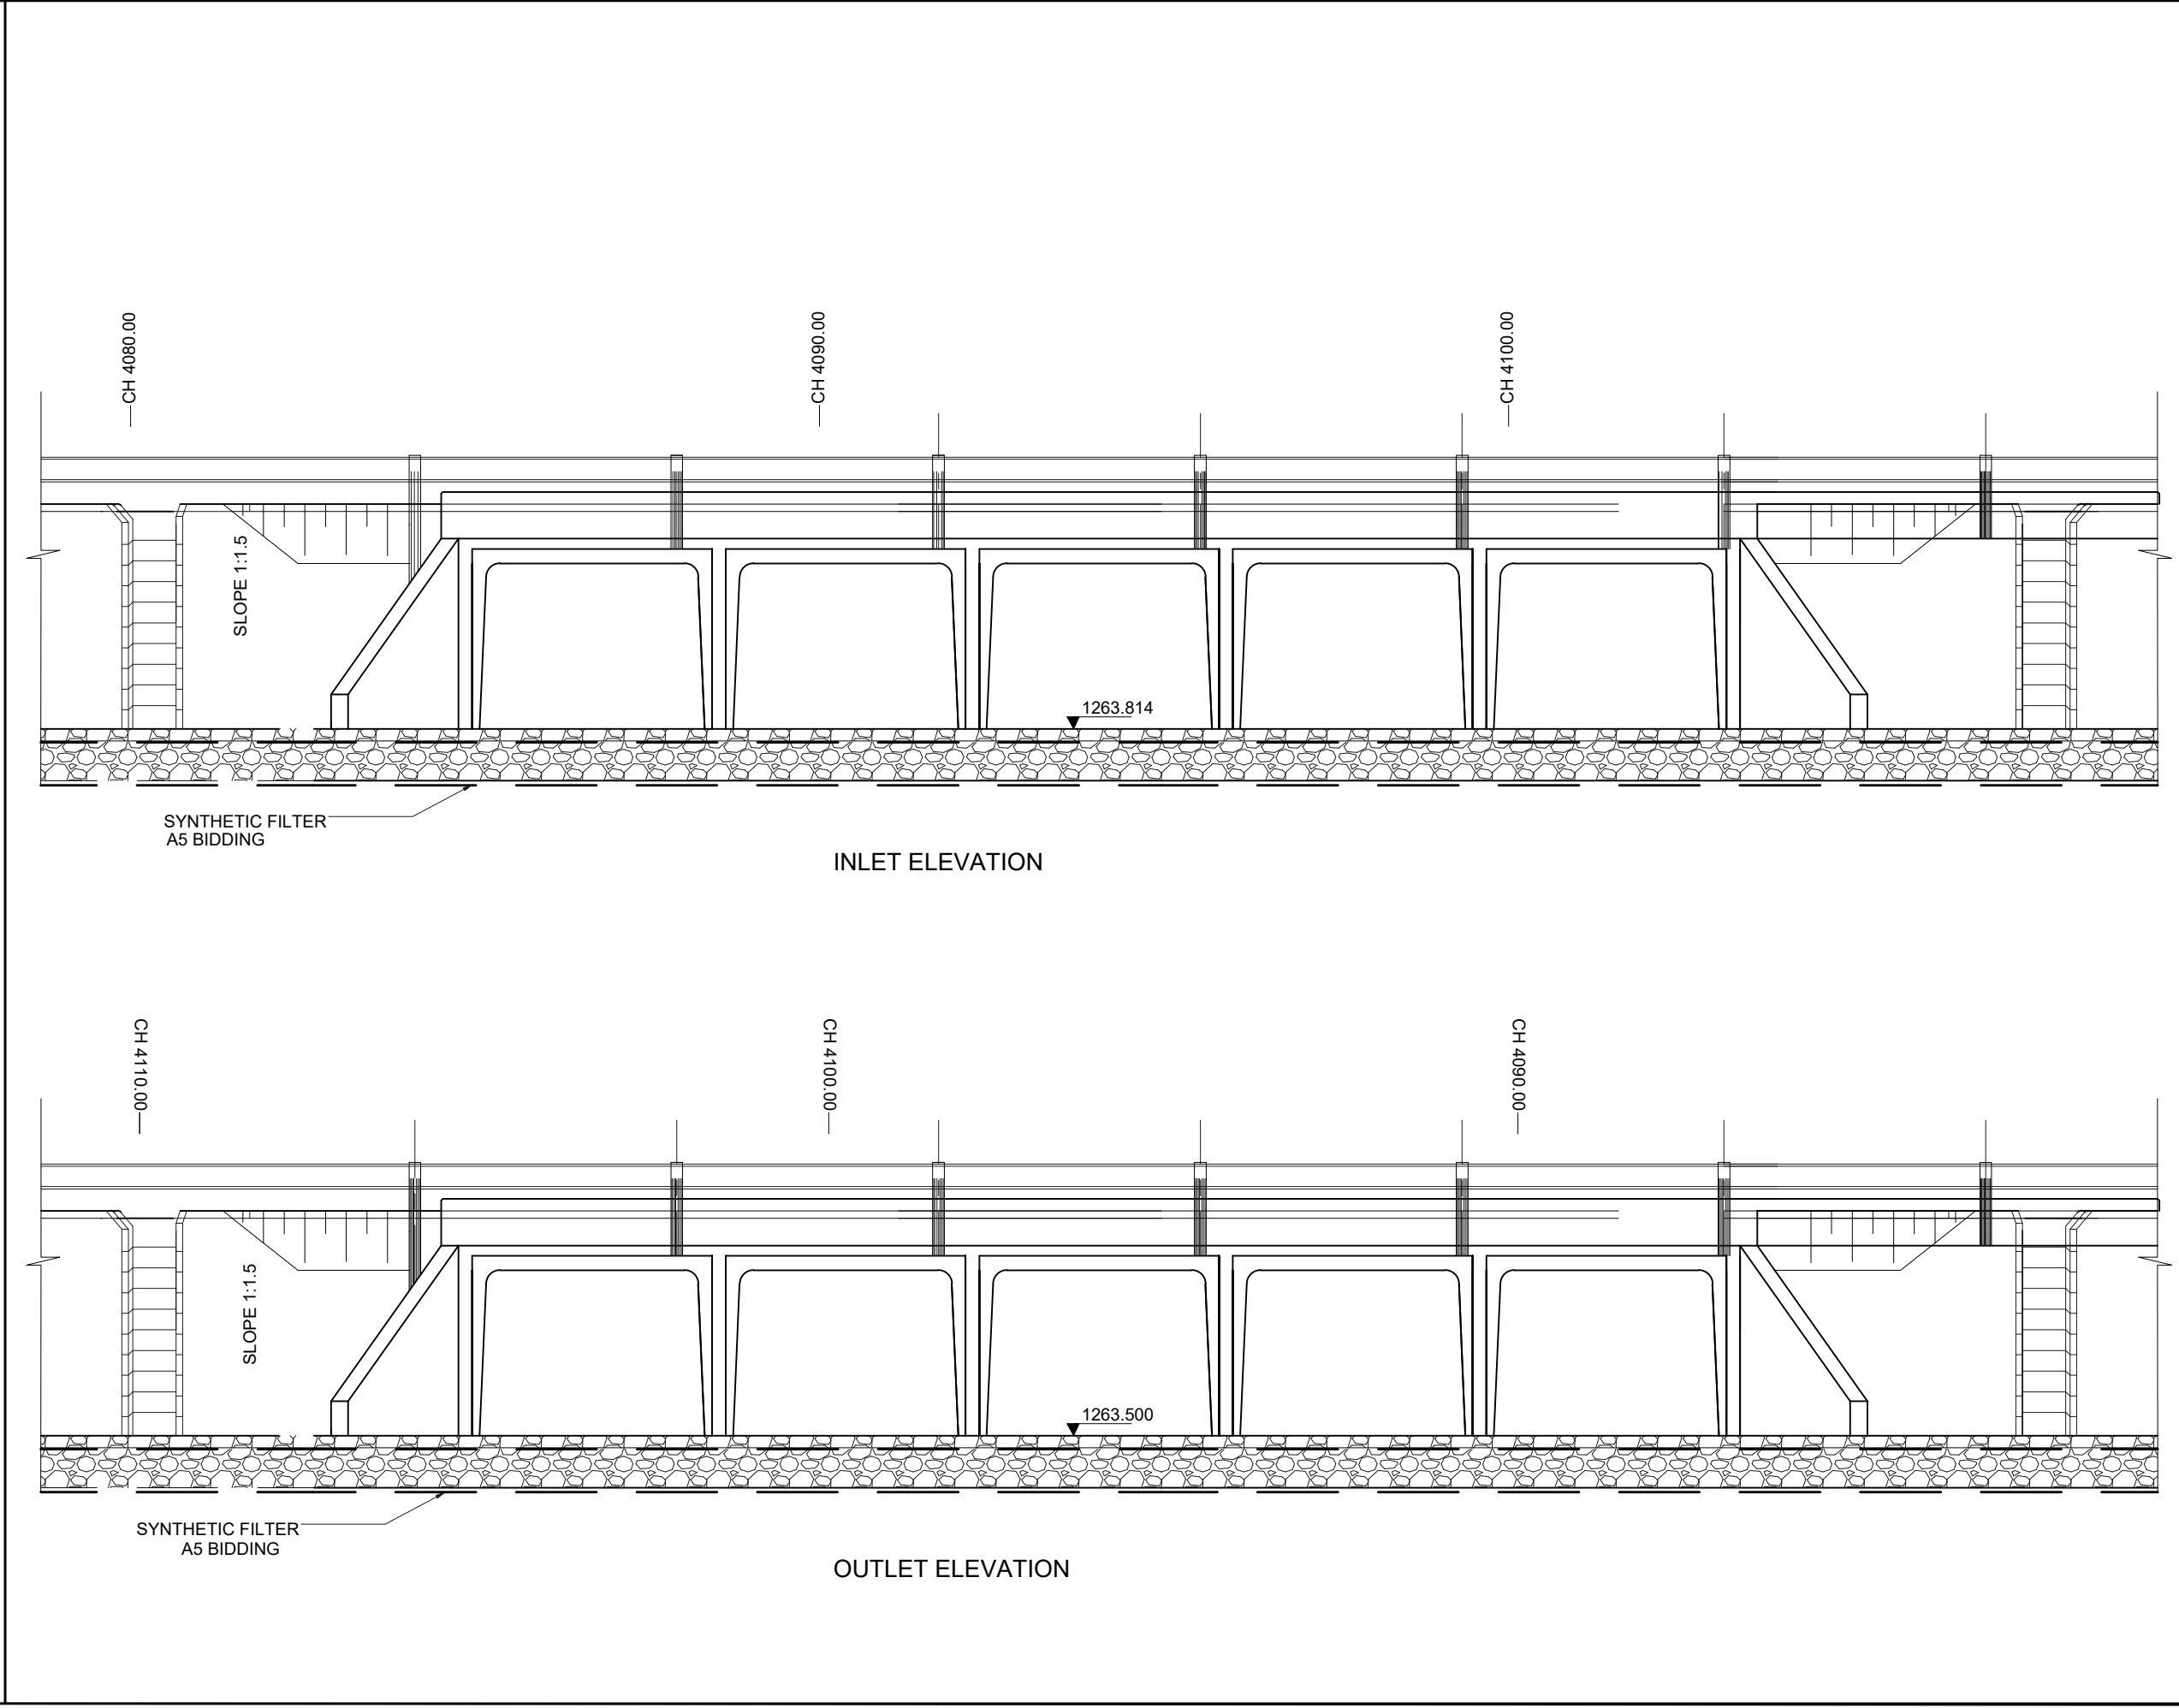 CH 4080.00
CH 4090.00
CH 4100.00
SLOPE 1:1.5
1263.814
SYNTHETIC FILTER
A5 BIDDING
INLET ELEVATION
CH 4110.00
CH 4100.00
CH 4090.00
SLOPE 1:1.5
1263.500
SYNTHETIC FILTER
A5 BIDDING
OUTLET ELEVATION